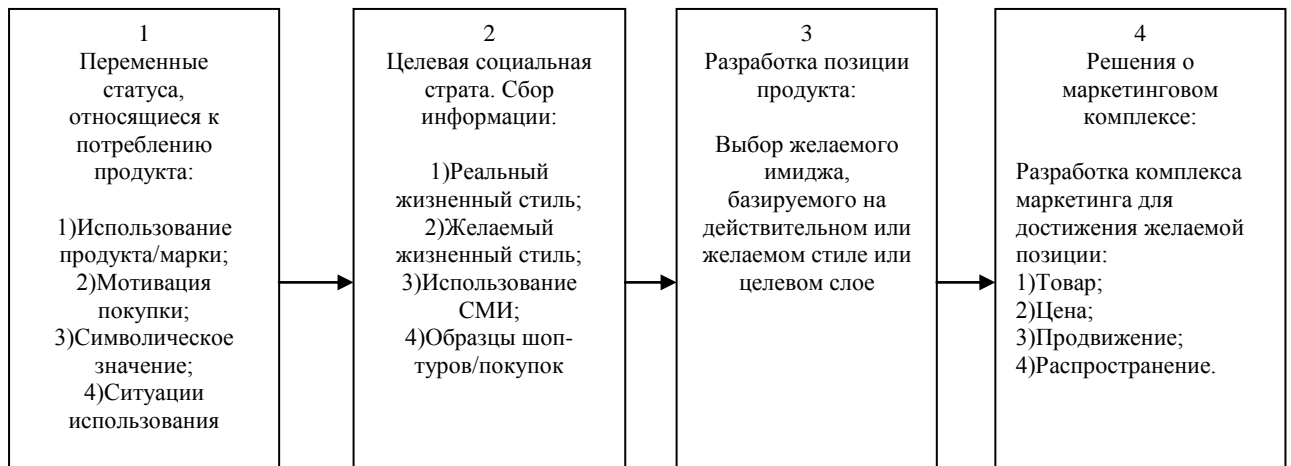 1
Переменные
статуса,
относящиеся к
потреблению
продукта:
1)Использование
продукта/марки;
2)Мотивация
покупки;
3)Символическое
значение;
4)Ситуации
использования
2
Целевая социальная
страта. Сбор
информации:
1)Реальный
жизненный стиль;
2)Желаемый
жизненный стиль;
3)Использование
СМИ;
4)Образцы шоп-
туров/покупок
3
Разработка позиции
продукта:
Выбор желаемого
имиджа,
базируемого на
действительном или
желаемом стиле или
целевом слое
4
Решения о
маркетинговом
комплексе:
Разработка комплекса
маркетинга для
достижения желаемой
позиции:
1)Товар;
2)Цена;
3)Продвижение;
4)Распространение.